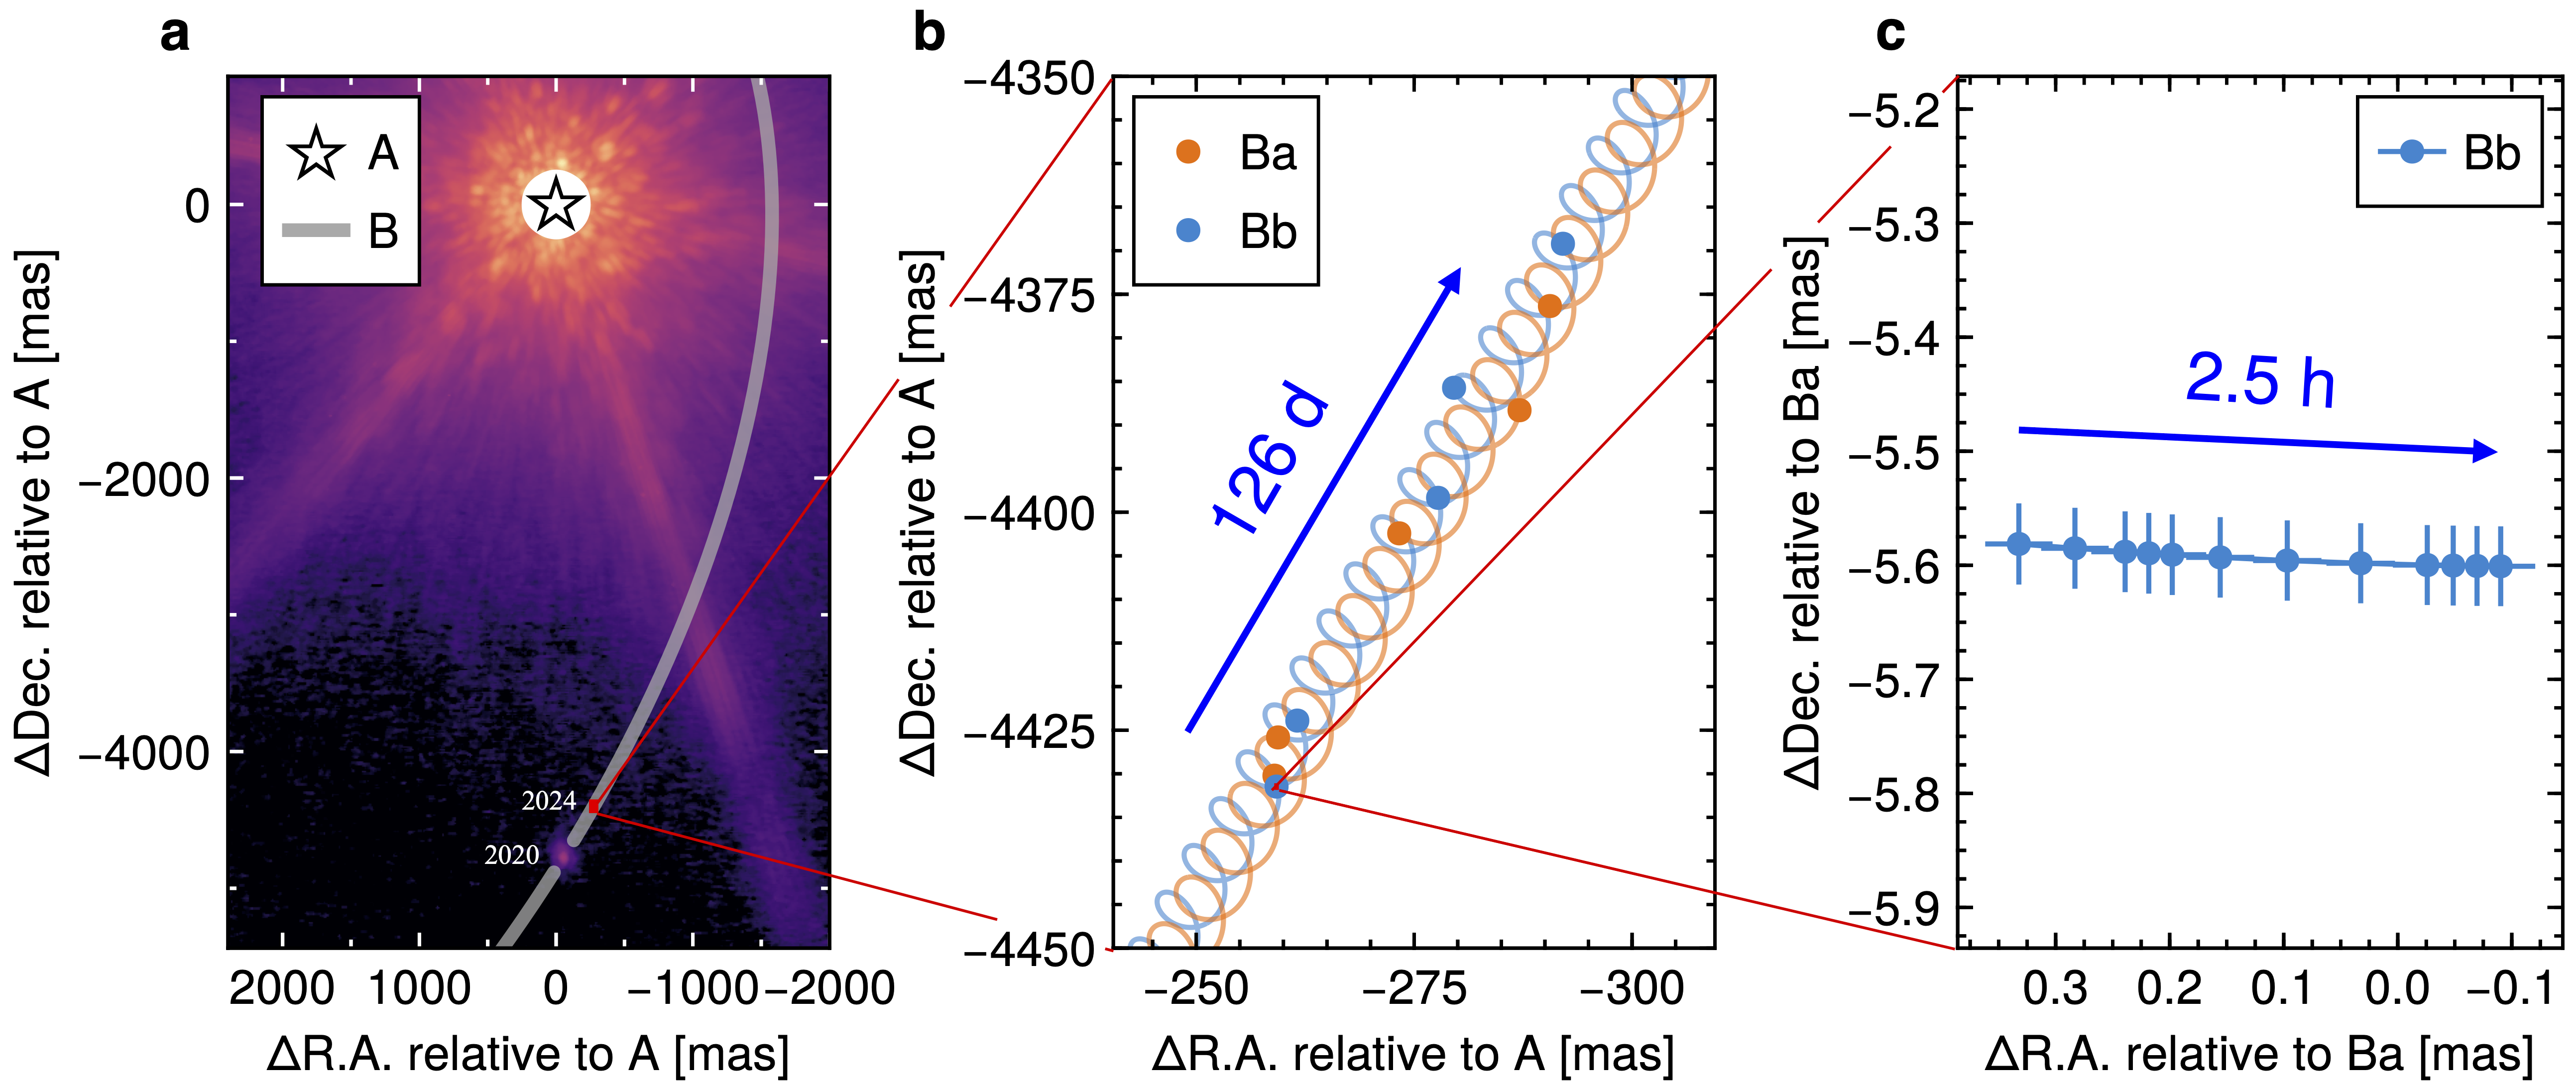 a
A
B
0
−2000
−4000
2024
2020
2000 1000 0 −1000 −2000
ΔR.A. relative to A [mas]
ΔDec. relative to A [mas]
b
Ba
Bb
126 d
−4350
−4375
−4400
−4425
−4450
−250 −275 −300
ΔR.A. relative to A [mas]
ΔDec. relative to A [mas]
c
Bb
2.5 h
−5.2
−5.3
−5.4
−5.5
−5.6
−5.7
−5.8
−5.9
0.3 0.2 0.1 0.0 −0.1
ΔR.A. relative to Ba [mas]
ΔDec. relative to Ba [mas]